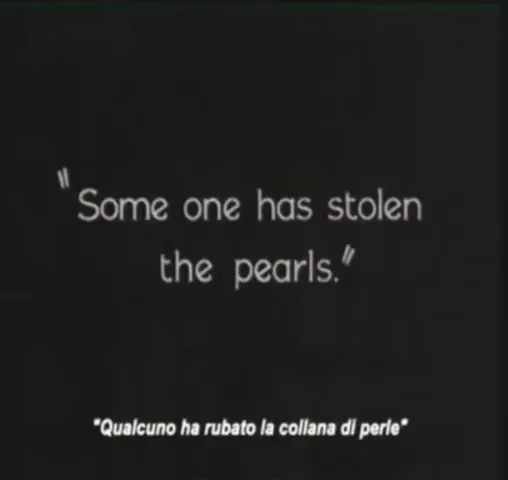 "Some one has stolen
the pearls."
"Qualcuno ha rubato la collana di perle"